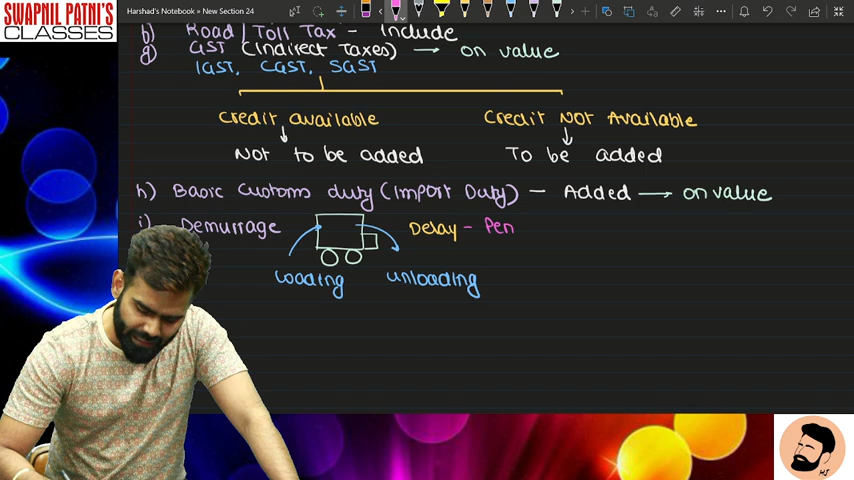 SWAPNIL PATNI'S
CLASSES
Harshad's Notebook » New Section 24
f) Road / Toll Tax - Include
g) GST (Indirect Taxes) → on value
IGST, CGST, SGST
Credit available Credit NOT Available
Not to be added To be added
h) Basic Customs duty (Import Duty) - Added → on value
i) Demurrage Delay - Pen
Loading unloading
HJ